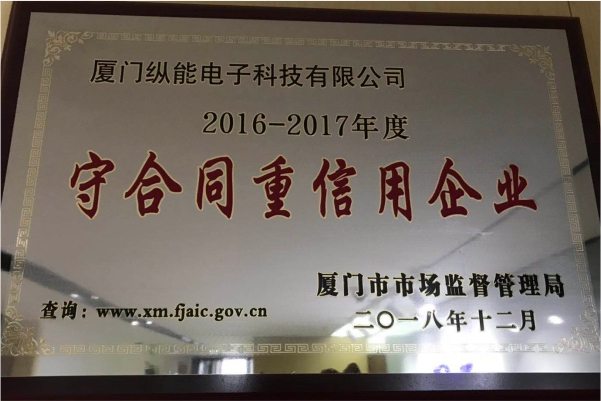 厦门纵能电子科技有限公司
2016-2017年度
守合同重信用企业
厦门市市场监督管理局
查询：www.xm.fjaic.gov.cn
二〇一八年十二月